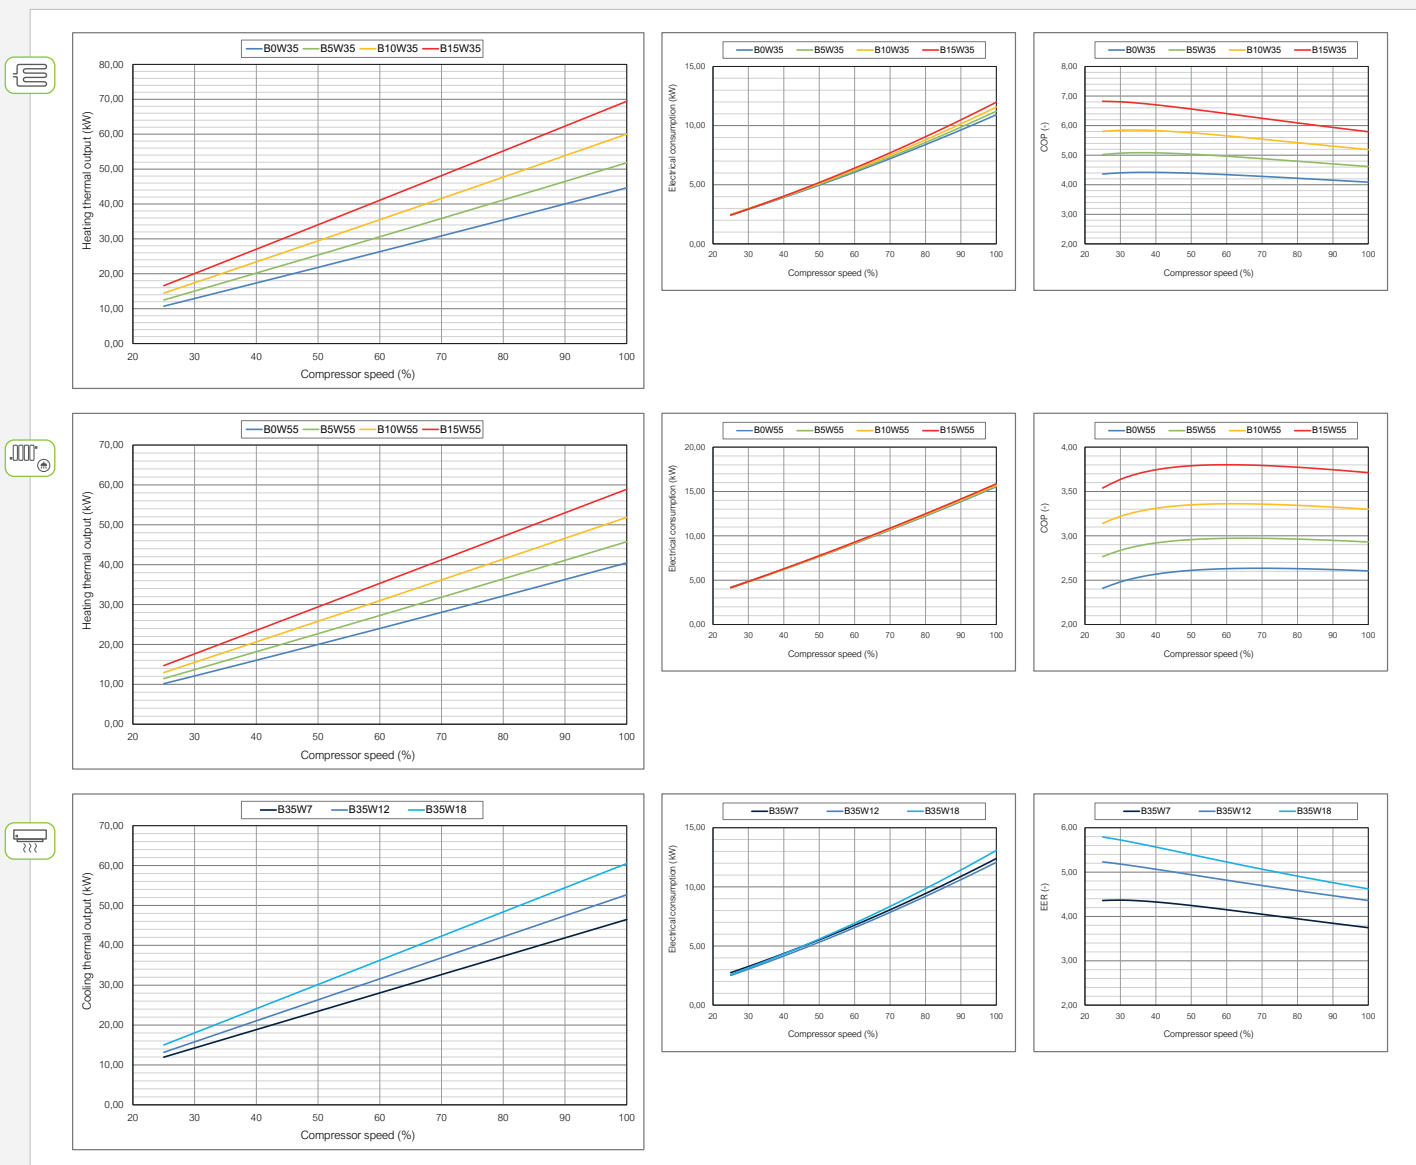 B0W35 B5W35 B10W35 B15W35
80,00
70,00
60,00
50,00
40,00
30,00
20,00
10,00
0,00
20 30 40 50 60 70 80 90 100
Heating thermal output (kW)
Compressor speed (%)
B0W35 B5W35 B10W35 B15W35
15,00
10,00
5,00
0,00
20 30 40 50 60 70 80 90 100
Electrical consumption (kW)
Compressor speed (%)
B0W35 B5W35 B10W35 B15W35
8,00
7,00
6,00
5,00
4,00
3,00
2,00
20 30 40 50 60 70 80 90 100
COP (-)
Compressor speed (%)
B0W55 B5W55 B10W55 B15W55
70,00
60,00
50,00
40,00
30,00
20,00
10,00
0,00
20 30 40 50 60 70 80 90 100
Heating thermal output (kW)
Compressor speed (%)
B0W55 B5W55 B10W55 B15W55
20,00
15,00
10,00
5,00
0,00
20 30 40 50 60 70 80 90 100
Electrical consumption (kW)
Compressor speed (%)
B0W55 B5W55 B10W55 B15W55
4,00
3,50
3,00
2,50
2,00
20 30 40 50 60 70 80 90 100
COP (-)
Compressor speed (%)
B35W7 B35W12 B35W18
70,00
60,00
50,00
40,00
30,00
20,00
10,00
0,00
20 30 40 50 60 70 80 90 100
Cooling thermal output (kW)
Compressor speed (%)
B35W7 B35W12 B35W18
15,00
10,00
5,00
0,00
20 30 40 50 60 70 80 90 100
Electrical consumption (kW)
Compressor speed (%)
B35W7 B35W12 B35W18
6,00
5,00
4,00
3,00
2,00
20 30 40 50 60 70 80 90 100
EER (-)
Compressor speed (%)